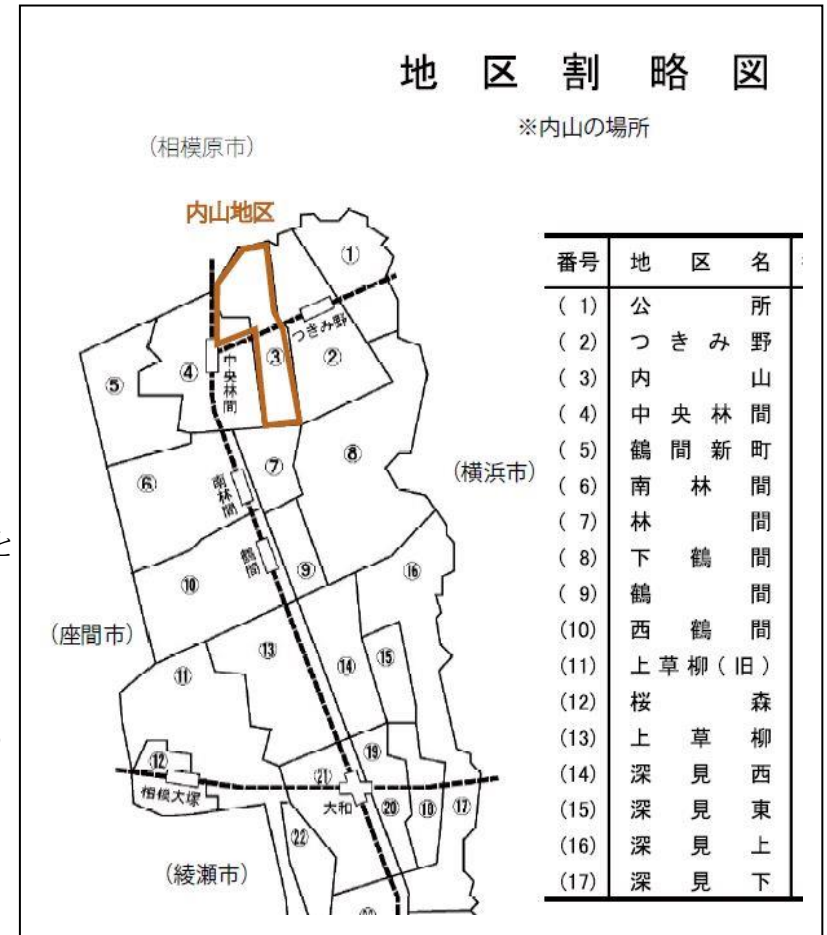 地区割略図
※内山の場所
（相模原市）
内山地区
①
つきみ野
②
③
④
中央林間
⑤
⑥
南林間
⑦
⑧
（横浜市）
鶴間
⑨
⑩
⑯
（座間市）
⑪
⑬
⑭
⑮
⑫
相模大塚
㉑
大和
⑲
⑳
⑱
⑰
（綾瀬市）
㉒
番号 地区名
( 1) 公所
( 2) つきみ野
( 3) 内山
( 4) 中央林間
( 5) 鶴間新町
( 6) 南林間
( 7) 林間
( 8) 下鶴間
( 9) 鶴間
(10) 西鶴間
(11) 上草柳(旧)
(12) 桜森
(13) 上草柳
(14) 深見西
(15) 深見東
(16) 深見上
(17) 深見下
と